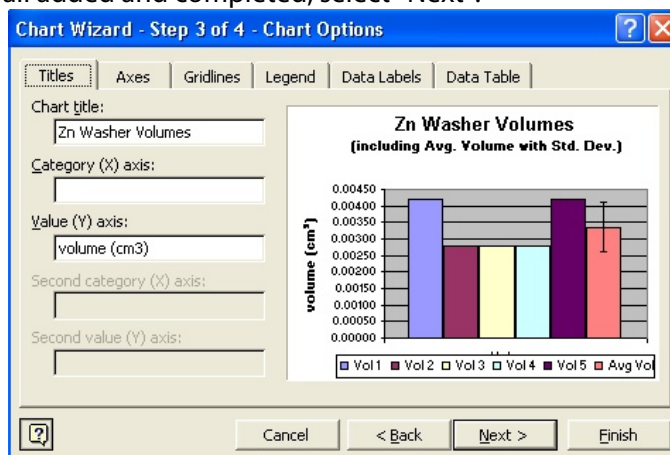 all added and completed, select "Next".
Chart Wizard - Step 3 of 4 - Chart Options
Titles Axes Gridlines Legend Data Labels Data Table
Chart title:
Zn Washer Volumes
Category (X) axis:
Value (Y) axis:
volume (cm3)
Second category (X) axis:
Second value (Y) axis:
Zn Washer Volumes
(including Avg. Volume with Std. Dev.)
volume (cm³)
0.00450
0.00400
0.00350
0.00300
0.00250
0.00200
0.00150
0.00100
0.00050
0.00000
Vol 1 Vol 2 Vol 3 Vol 4 Vol 5 Avg Vol
Cancel < Back Next > Finish